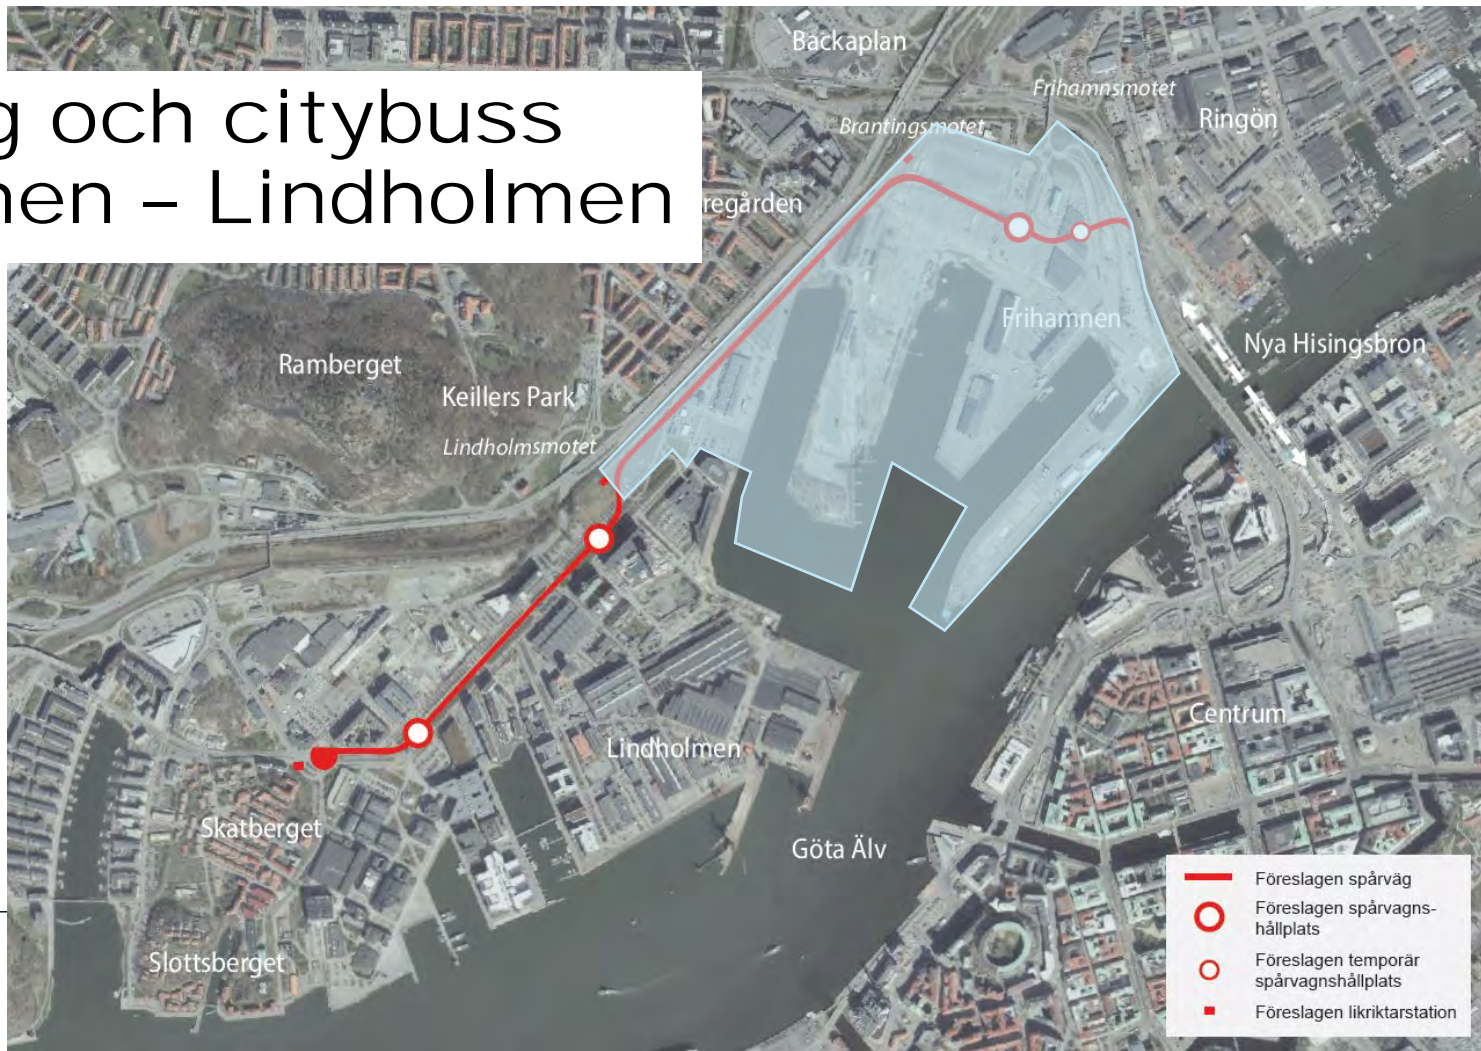 Backaplan
Frihamnsmotet
g och citybuss
Brantingsmotet
Ringön
nen – Lindholmen
regården
Frihamnen
Nya Hisingsbron
Ramberget
Keillers Park
Lindholmsmotet
Centrum
Lindholmen
Skatberget
Göta Älv
Slottsberget
Föreslagen spårväg
Föreslagen spårvagns-
hållplats
Föreslagen temporär
spårvagnshållplats
Föreslagen likriktarstation